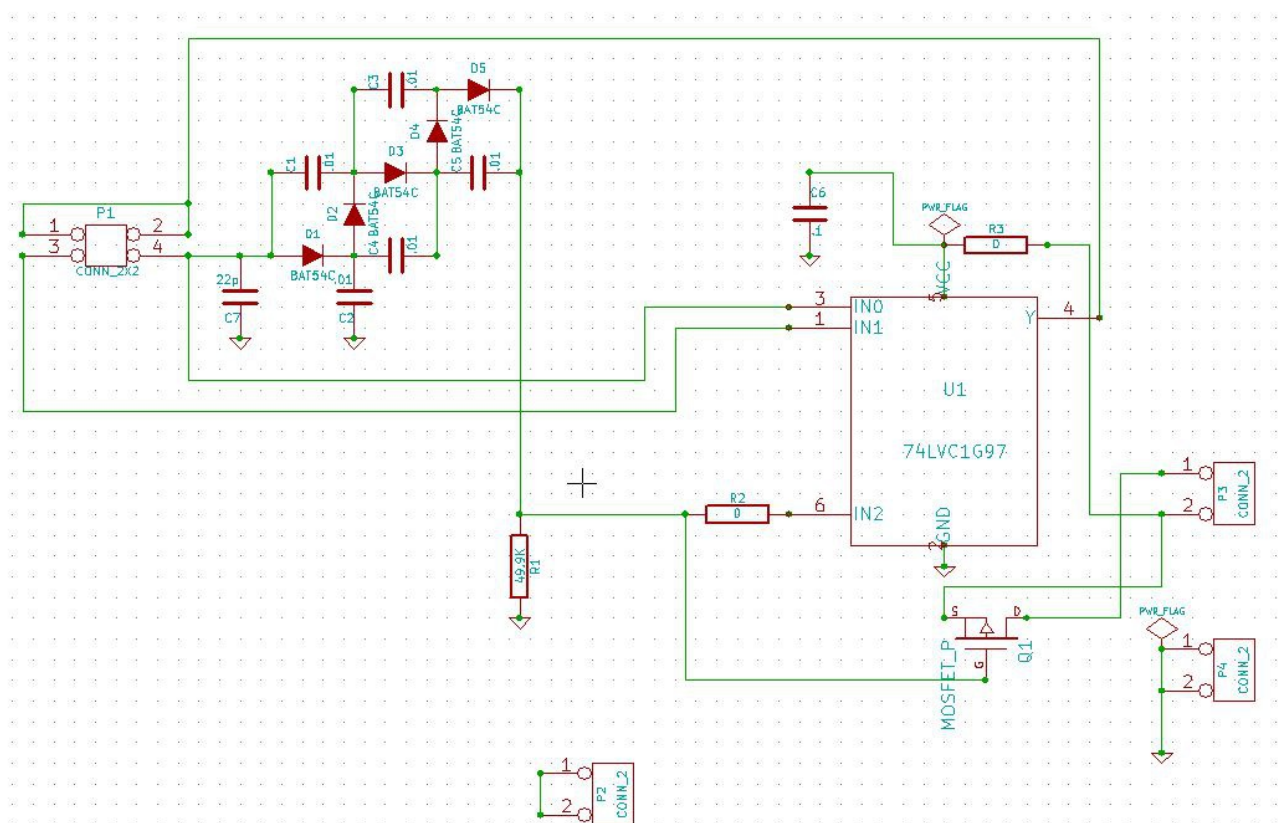 D5
C3
.01
BAT54C
D4
BAT54C
C1
.01
D3
BAT54C
C5
.01
D2
BAT54C
D1
BAT54C
C4
.01
P1
1
2
3
4
CONN_2X2
22p
C7
.01
C2
C6
.1
PWR_FLAG
R3
0
VCC
5
3
IN0
1
IN1
Y
4
U1
74LVC1G97
R2
0
6
IN2
GND
2
49.9K
R1
1
2
P3
CONN_2
S
D
G
MOSFET_P
Q1
PWR_FLAG
1
2
P4
CONN_2
1
2
P2
CONN_2